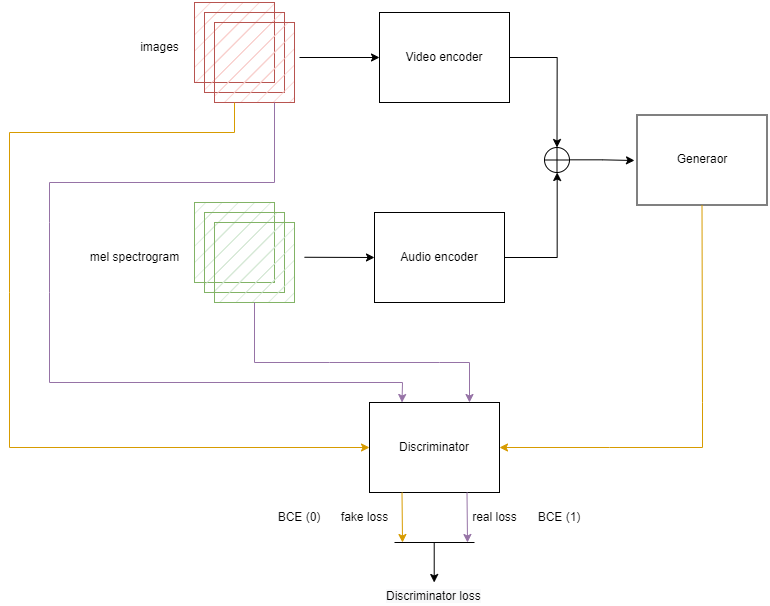 images
Video encoder
Generaor
mel spectrogram
Audio encoder
Discriminator
BCE (0) fake loss real loss BCE (1)
Discriminator loss